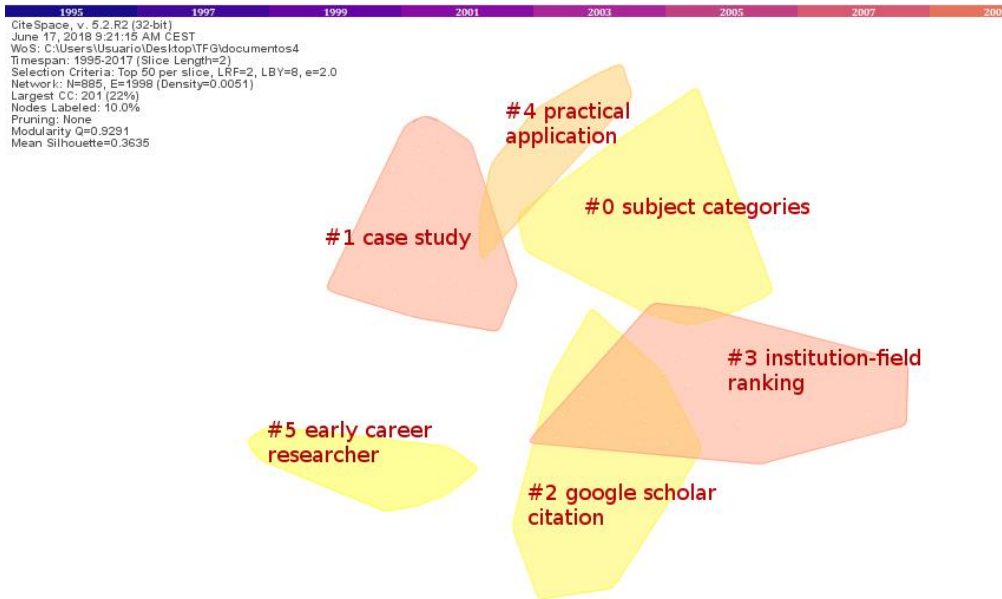 1995 1997 1999 2001 2003 2005 2007
CiteSpace, v. 5.2.R2 (32-bit)
June 17, 2018 9:21:15 AM CEST
WoS: C:\Users\Usuario\Desktop\TFG\documentos4
Timespan: 1995-2017 (Slice Length=2)
Selection Criteria: Top 50 per slice, LRF=2, LBY=8, e=2.0
Network: N=885, E=1998 (Density=0.0051)
Largest CC: 201 (22%)
Nodes Labeled: 10.0%
Pruning: None
Modularity Q=0.9291
Mean Silhouette=0.3635
#4 practical
application
#0 subject categories
#1 case study
#3 institution-field
ranking
#5 early career
researcher
#2 google scholar
citation